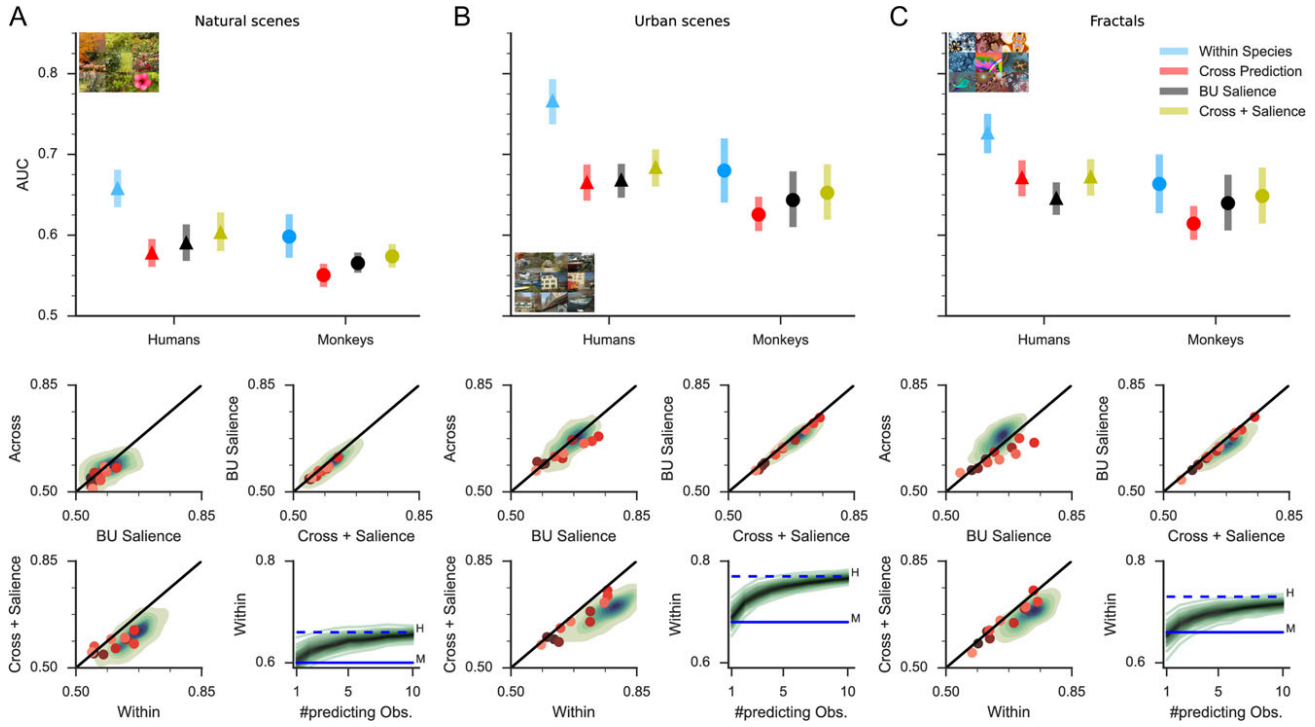 A
Natural scenes
B
Urban scenes
C
Fractals
Within Species
Cross Prediction
BU Salience
Cross + Salience
AUC
0.8
0.7
0.6
0.5
Humans
Monkeys
Humans
Monkeys
Humans
Monkeys
0.85
Across
0.50
0.50
0.85
BU Salience
0.85
BU Salience
0.50
0.50
0.85
Cross + Salience
0.85
Across
0.50
0.50
0.85
BU Salience
0.85
BU Salience
0.50
0.50
0.85
Cross + Salience
0.85
Across
0.50
0.50
0.85
BU Salience
0.85
BU Salience
0.50
0.50
0.85
Cross + Salience
0.85
Cross + Salience
0.50
0.50
0.85
Within
0.8
Within
0.6
H
M
1
5
10
#predicting Obs.
0.85
Cross + Salience
0.50
0.50
0.85
Within
0.8
Within
0.6
H
M
1
5
10
#predicting Obs.
0.85
Cross + Salience
0.50
0.50
0.85
Within
0.8
Within
0.6
H
M
1
5
10
#predicting Obs.